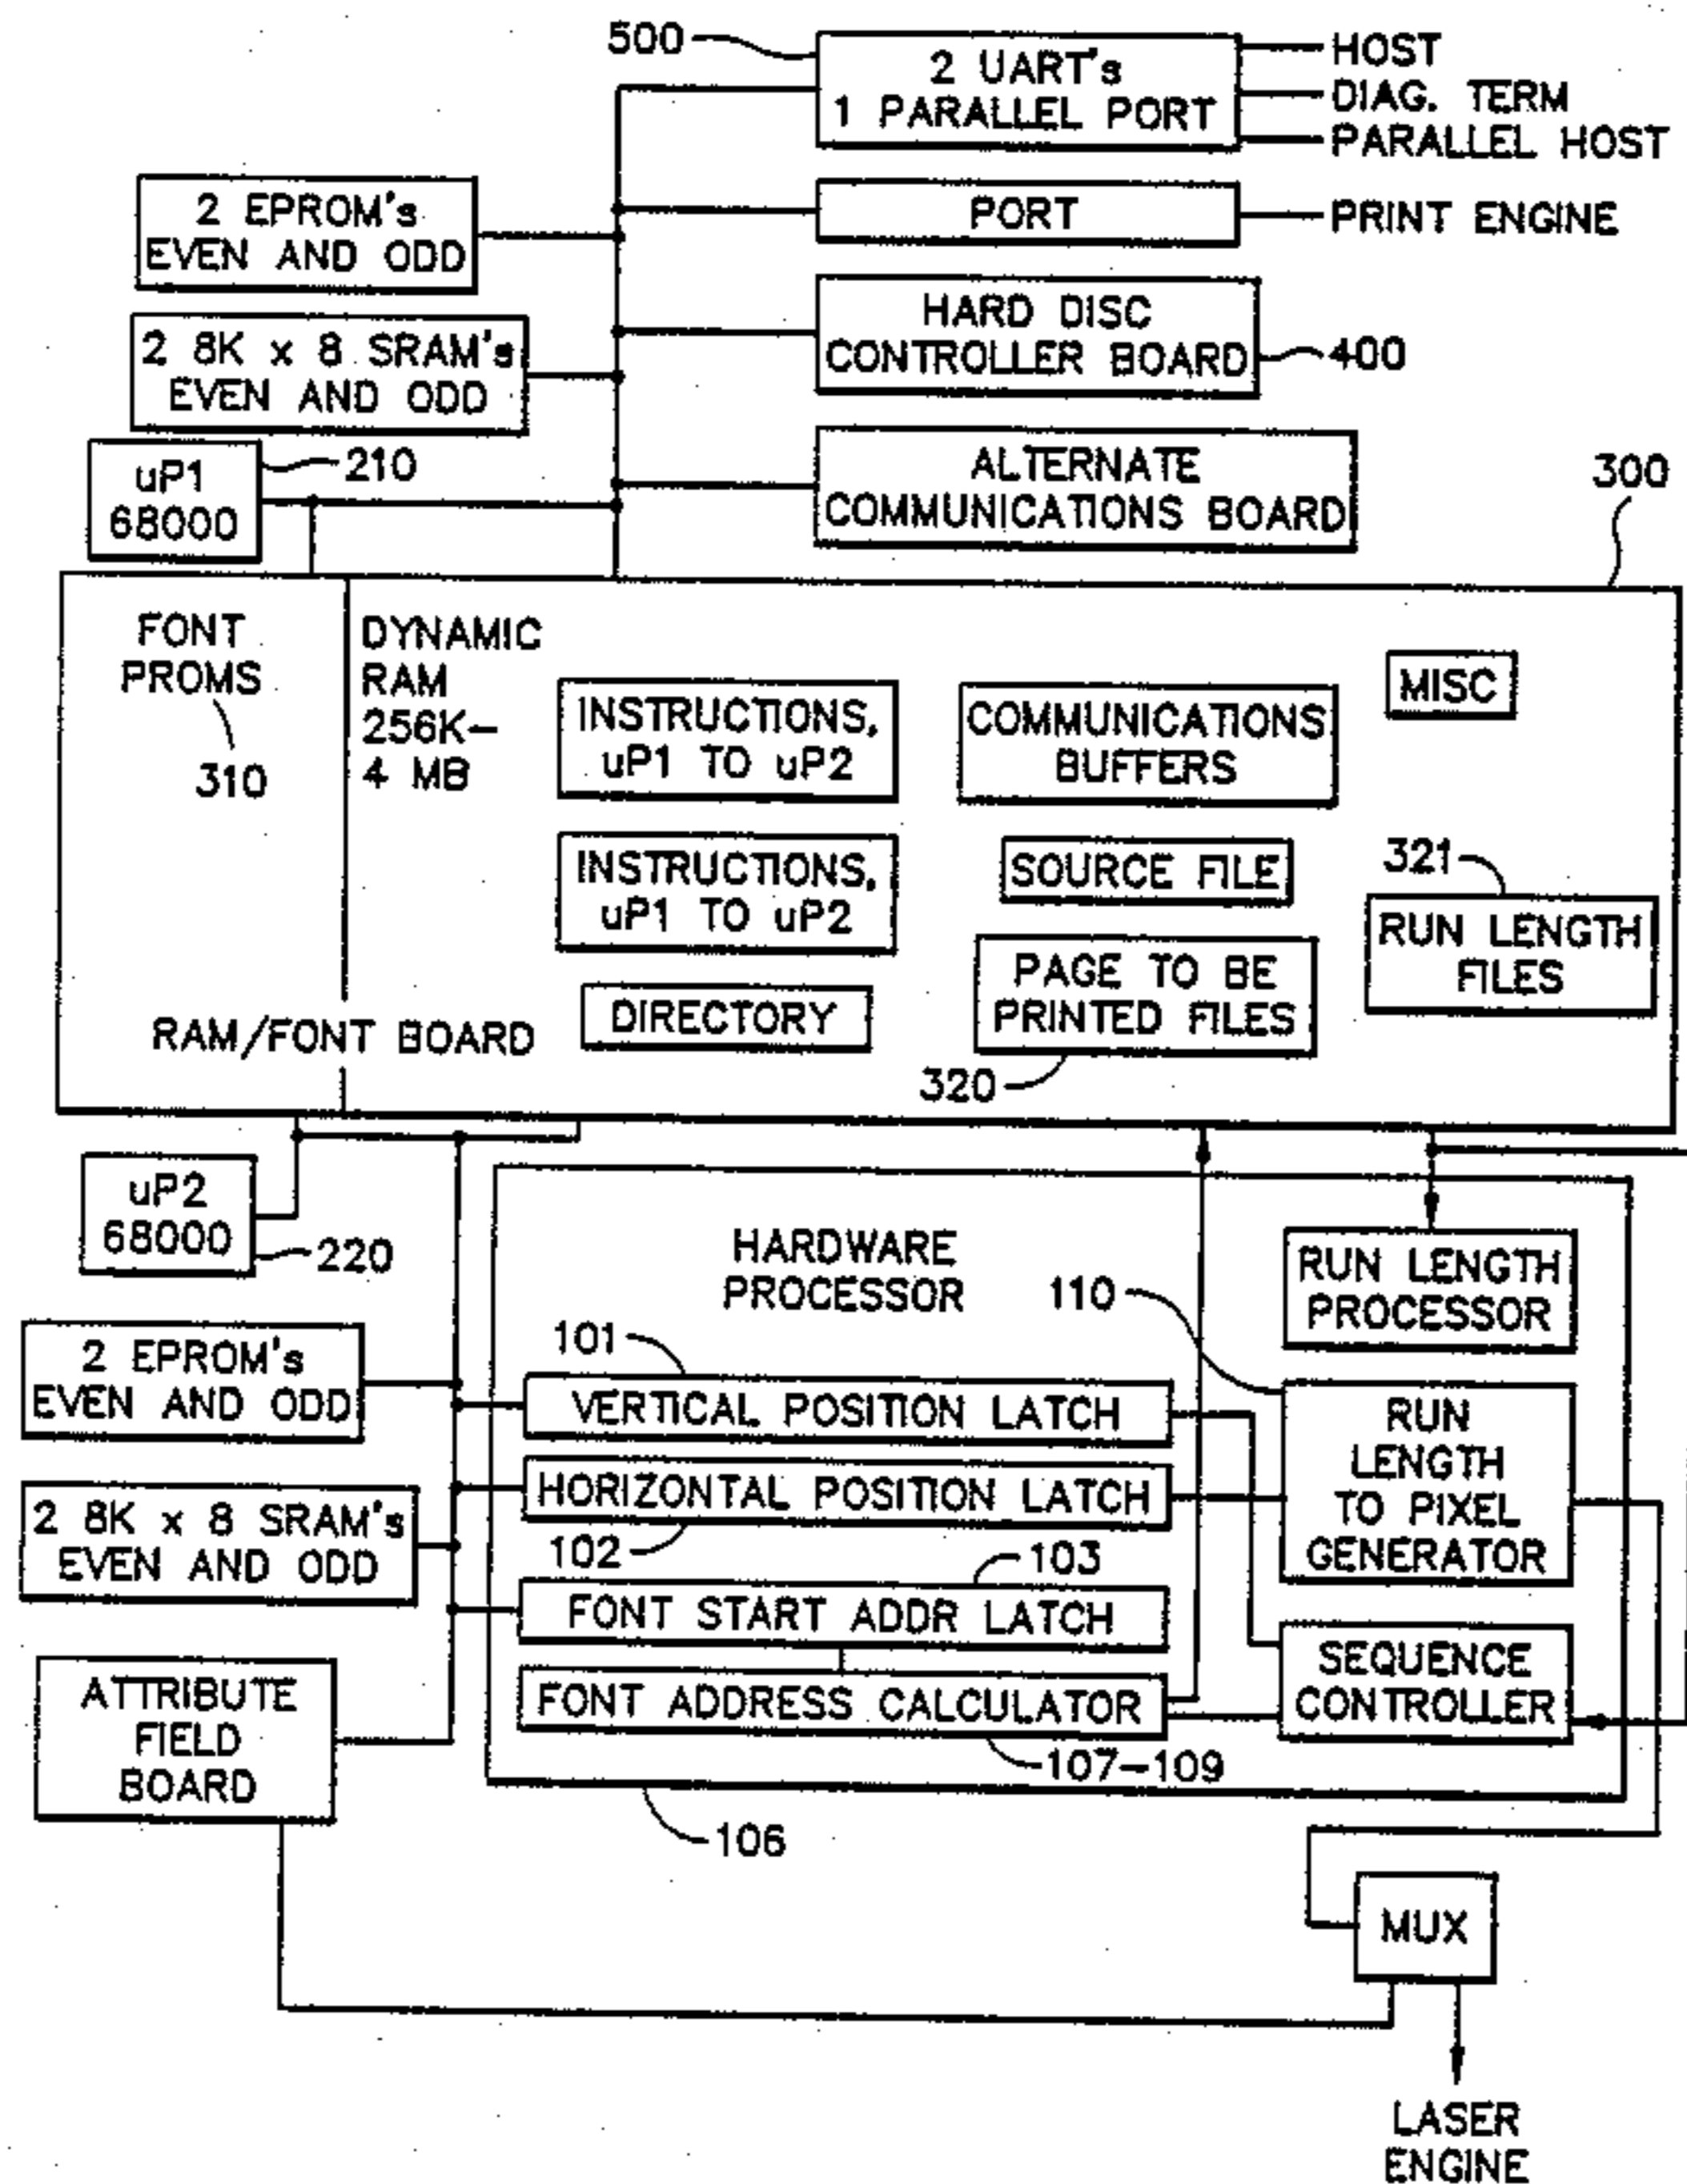 500
2 UART's
1 PARALLEL PORT
HOST
DIAG. TERM
PARALLEL HOST
2 EPROM's
EVEN AND ODD
PORT
PRINT ENGINE
2 8K x 8 SRAM's
EVEN AND ODD
HARD DISC
CONTROLLER BOARD
400
uP1
68000
210
ALTERNATE
COMMUNICATIONS BOARD
300
FONT
PROMS
310
DYNAMIC
RAM
256K-
4 MB
INSTRUCTIONS,
uP1 TO uP2
COMMUNICATIONS
BUFFERS
MISC
INSTRUCTIONS,
uP1 TO uP2
SOURCE FILE
321
RUN LENGTH
FILES
DIRECTORY
PAGE TO BE
PRINTED FILES
320
RAM/FONT BOARD
uP2
68000
220
HARDWARE
PROCESSOR
110
RUN LENGTH
PROCESSOR
2 EPROM's
EVEN AND ODD
101
VERTICAL POSITION LATCH
RUN
LENGTH
TO PIXEL
GENERATOR
HORIZONTAL POSITION LATCH
102
2 8K x 8 SRAM's
EVEN AND ODD
103
FONT START ADDR LATCH
FONT ADDRESS CALCULATOR
107-109
SEQUENCE
CONTROLLER
ATTRIBUTE
FIELD
BOARD
106
MUX
LASER
ENGINE